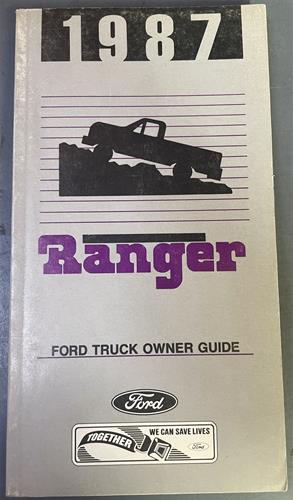 1987
Ranger
FORD TRUCK OWNER GUIDE
Ford
TOGETHER
WE CAN SAVE LIVES
Ford